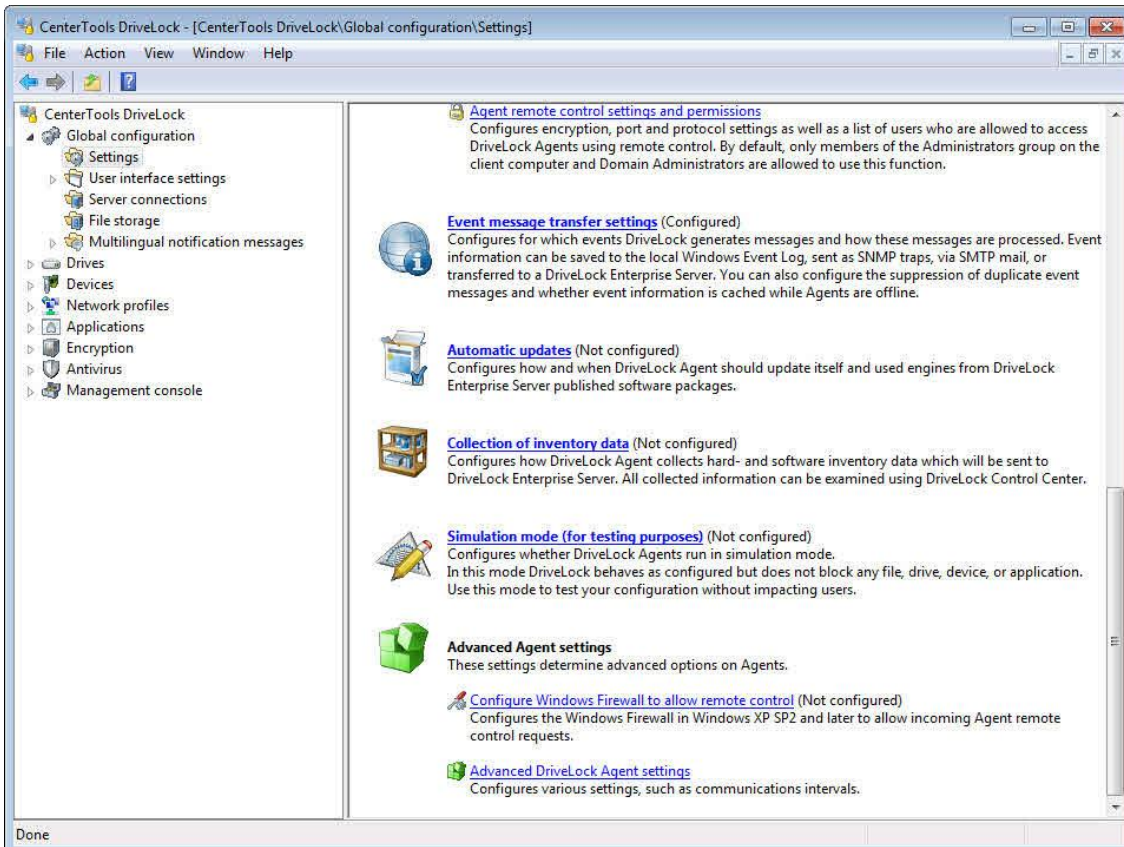 CenterTools DriveLock - [CenterTools DriveLock\Global configuration\Settings]
File Action View Window Help
CenterTools DriveLock
Global configuration
Settings
User interface settings
Server connections
File storage
Multilingual notification messages
Drives
Devices
Network profiles
Applications
Encryption
Antivirus
Management console
Agent remote control settings and permissions
Configures encryption, port and protocol settings as well as a list of users who are allowed to access
DriveLock Agents using remote control. By default, only members of the Administrators group on the
client computer and Domain Administrators are allowed to use this function.
Event message transfer settings (Configured)
Configures for which events DriveLock generates messages and how these messages are processed. Event
information can be saved to the local Windows Event Log, sent as SNMP traps, via SMTP mail, or
transferred to a DriveLock Enterprise Server. You can also configure the suppression of duplicate event
messages and whether event information is cached while Agents are offline.
Automatic updates (Not configured)
Configures how and when DriveLock Agent should update itself and used engines from DriveLock
Enterprise Server published software packages.
Collection of inventory data (Not configured)
Configures how DriveLock Agent collects hard- and software inventory data which will be sent to
DriveLock Enterprise Server. All collected information can be examined using DriveLock Control Center.
Simulation mode (for testing purposes) (Not configured)
Configures whether DriveLock Agents run in simulation mode.
In this mode DriveLock behaves as configured but does not block any file, drive, device, or application.
Use this mode to test your configuration without impacting users.
Advanced Agent settings
These settings determine advanced options on Agents.
Configure Windows Firewall to allow remote control (Not configured)
Configures the Windows Firewall in Windows XP SP2 and later to allow incoming Agent remote
control requests.
Advanced DriveLock Agent settings
Configures various settings, such as communications intervals.
Done